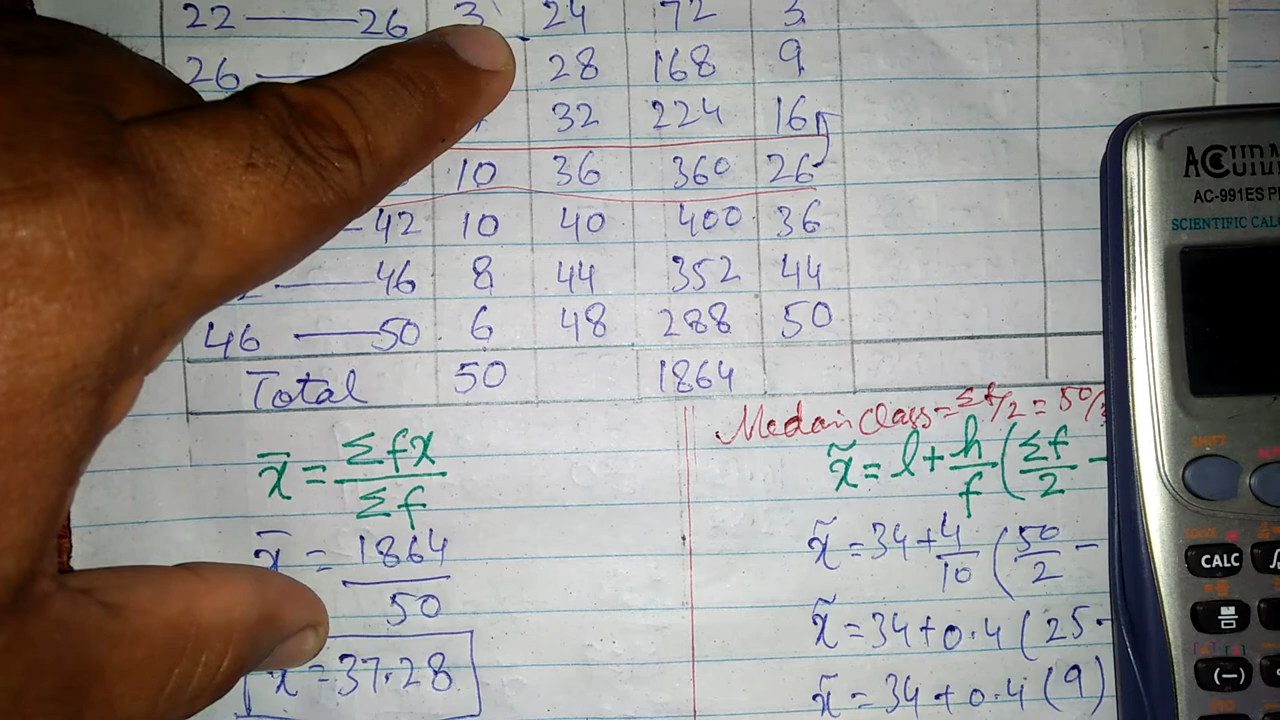 22 — 26 3 24 72 3
26 — 28 168 9
32 224 16
10 36 360 26
— 42 10 40 400 36
— 46 8 44 352 44
46 — 50 6 48 288 50
Total 50 1864
x̄ = Σfx / Σf
x̄ = 1864 / 50
x̄ = 37.28
Medain Class = Σf/2 = 50/
x̃ = l + h/f ( Σf/2 -
x̃ = 34 + 4/10 ( 50/2 -
x̃ = 34 + 0.4 ( 25 -
x̃ = 34 + 0.4 (9)
ACCURA
AC-991ES P
SCIENTIFIC CAL
SHIFT
CALC
(-)